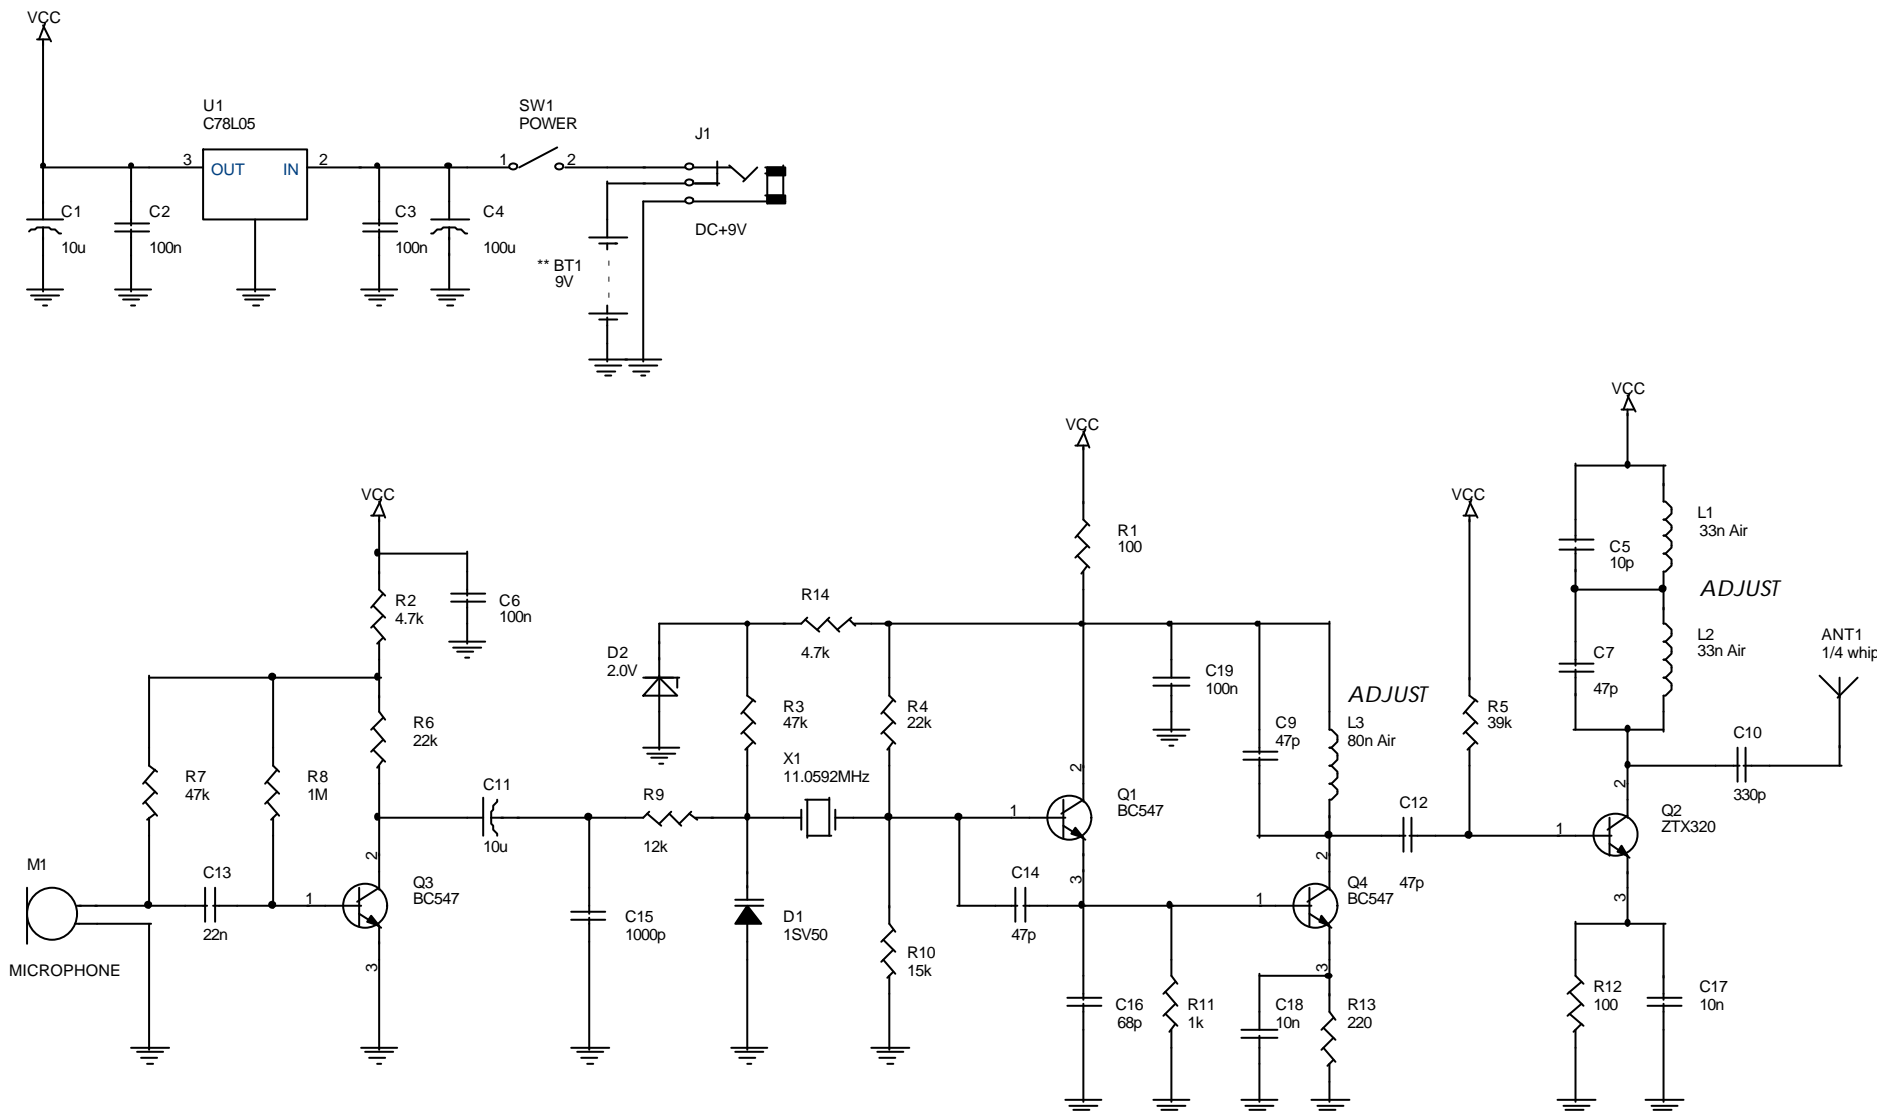 VCC
U1
C78L05
SW1
POWER
J1
3
OUT
IN
2
1
2
C1
10u
C2
100n
C3
100n
C4
100u
DC+9V
** BT1
9V
VCC
VCC
VCC
VCC
R1
100
L1
33n Air
C5
10p
ADJUST
R2
4.7k
C6
100n
R14
4.7k
D2
2.0V
C19
100n
L2
33n Air
C7
47p
ANT1
1/4 whip
ADJUST
R3
47k
R4
22k
C9
47p
L3
80n Air
R5
39k
R6
22k
X1
11.0592MHz
R7
47k
R8
1M
C11
10u
R9
12k
2
1
Q1
BC547
C12
47p
C10
330p
2
1
Q2
ZTX320
M1
C13
22n
2
1
Q3
BC547
C14
47p
3
2
1
Q4
BC547
3
C15
1000p
D1
1SV50
R10
15k
MICROPHONE
3
3
C16
68p
R11
1k
C18
10n
R13
220
R12
100
C17
10n